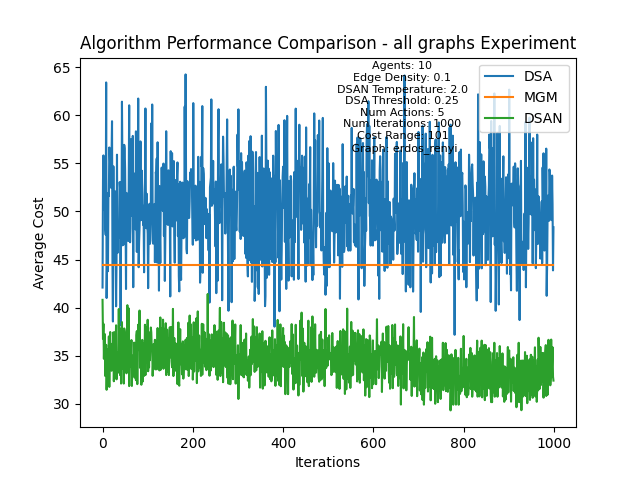 Algorithm Performance Comparison - all graphs Experiment
Agents: 10
Edge Density: 0.1
DSAN Temperature: 2.0
DSA Threshold: 0.25
Num Actions: 5
Num Iterations: 1000
Cost Range: 101
Graph: erdos_renyi
DSA
MGM
DSAN
Average Cost
65
60
55
50
45
40
35
30
0 200 400 600 800 1000
Iterations